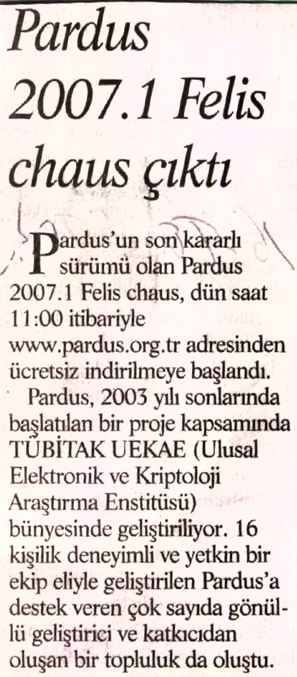 Pardus
2007.1 Felis
chaus çıktı
Pardus'un son kararlı
sürümü olan Pardus
2007.1 Felis chaus, dün saat
11:00 itibariyle
www.pardus.org.tr adresinden
ücretsiz indirilmeye başlandı.
Pardus, 2003 yılı sonlarında
başlatılan bir proje kapsamında
TÜBİTAK UEKAE (Ulusal
Elektronik ve Kriptoloji
Araştırma Enstitüsü)
bünyesinde geliştiriliyor. 16
kişilik deneyimli ve yetkin bir
ekip eliyle geliştirilen Pardus'a
destek veren çok sayıda gönül-
lü geliştirici ve katkıcıdan
oluşan bir topluluk da oluştu.